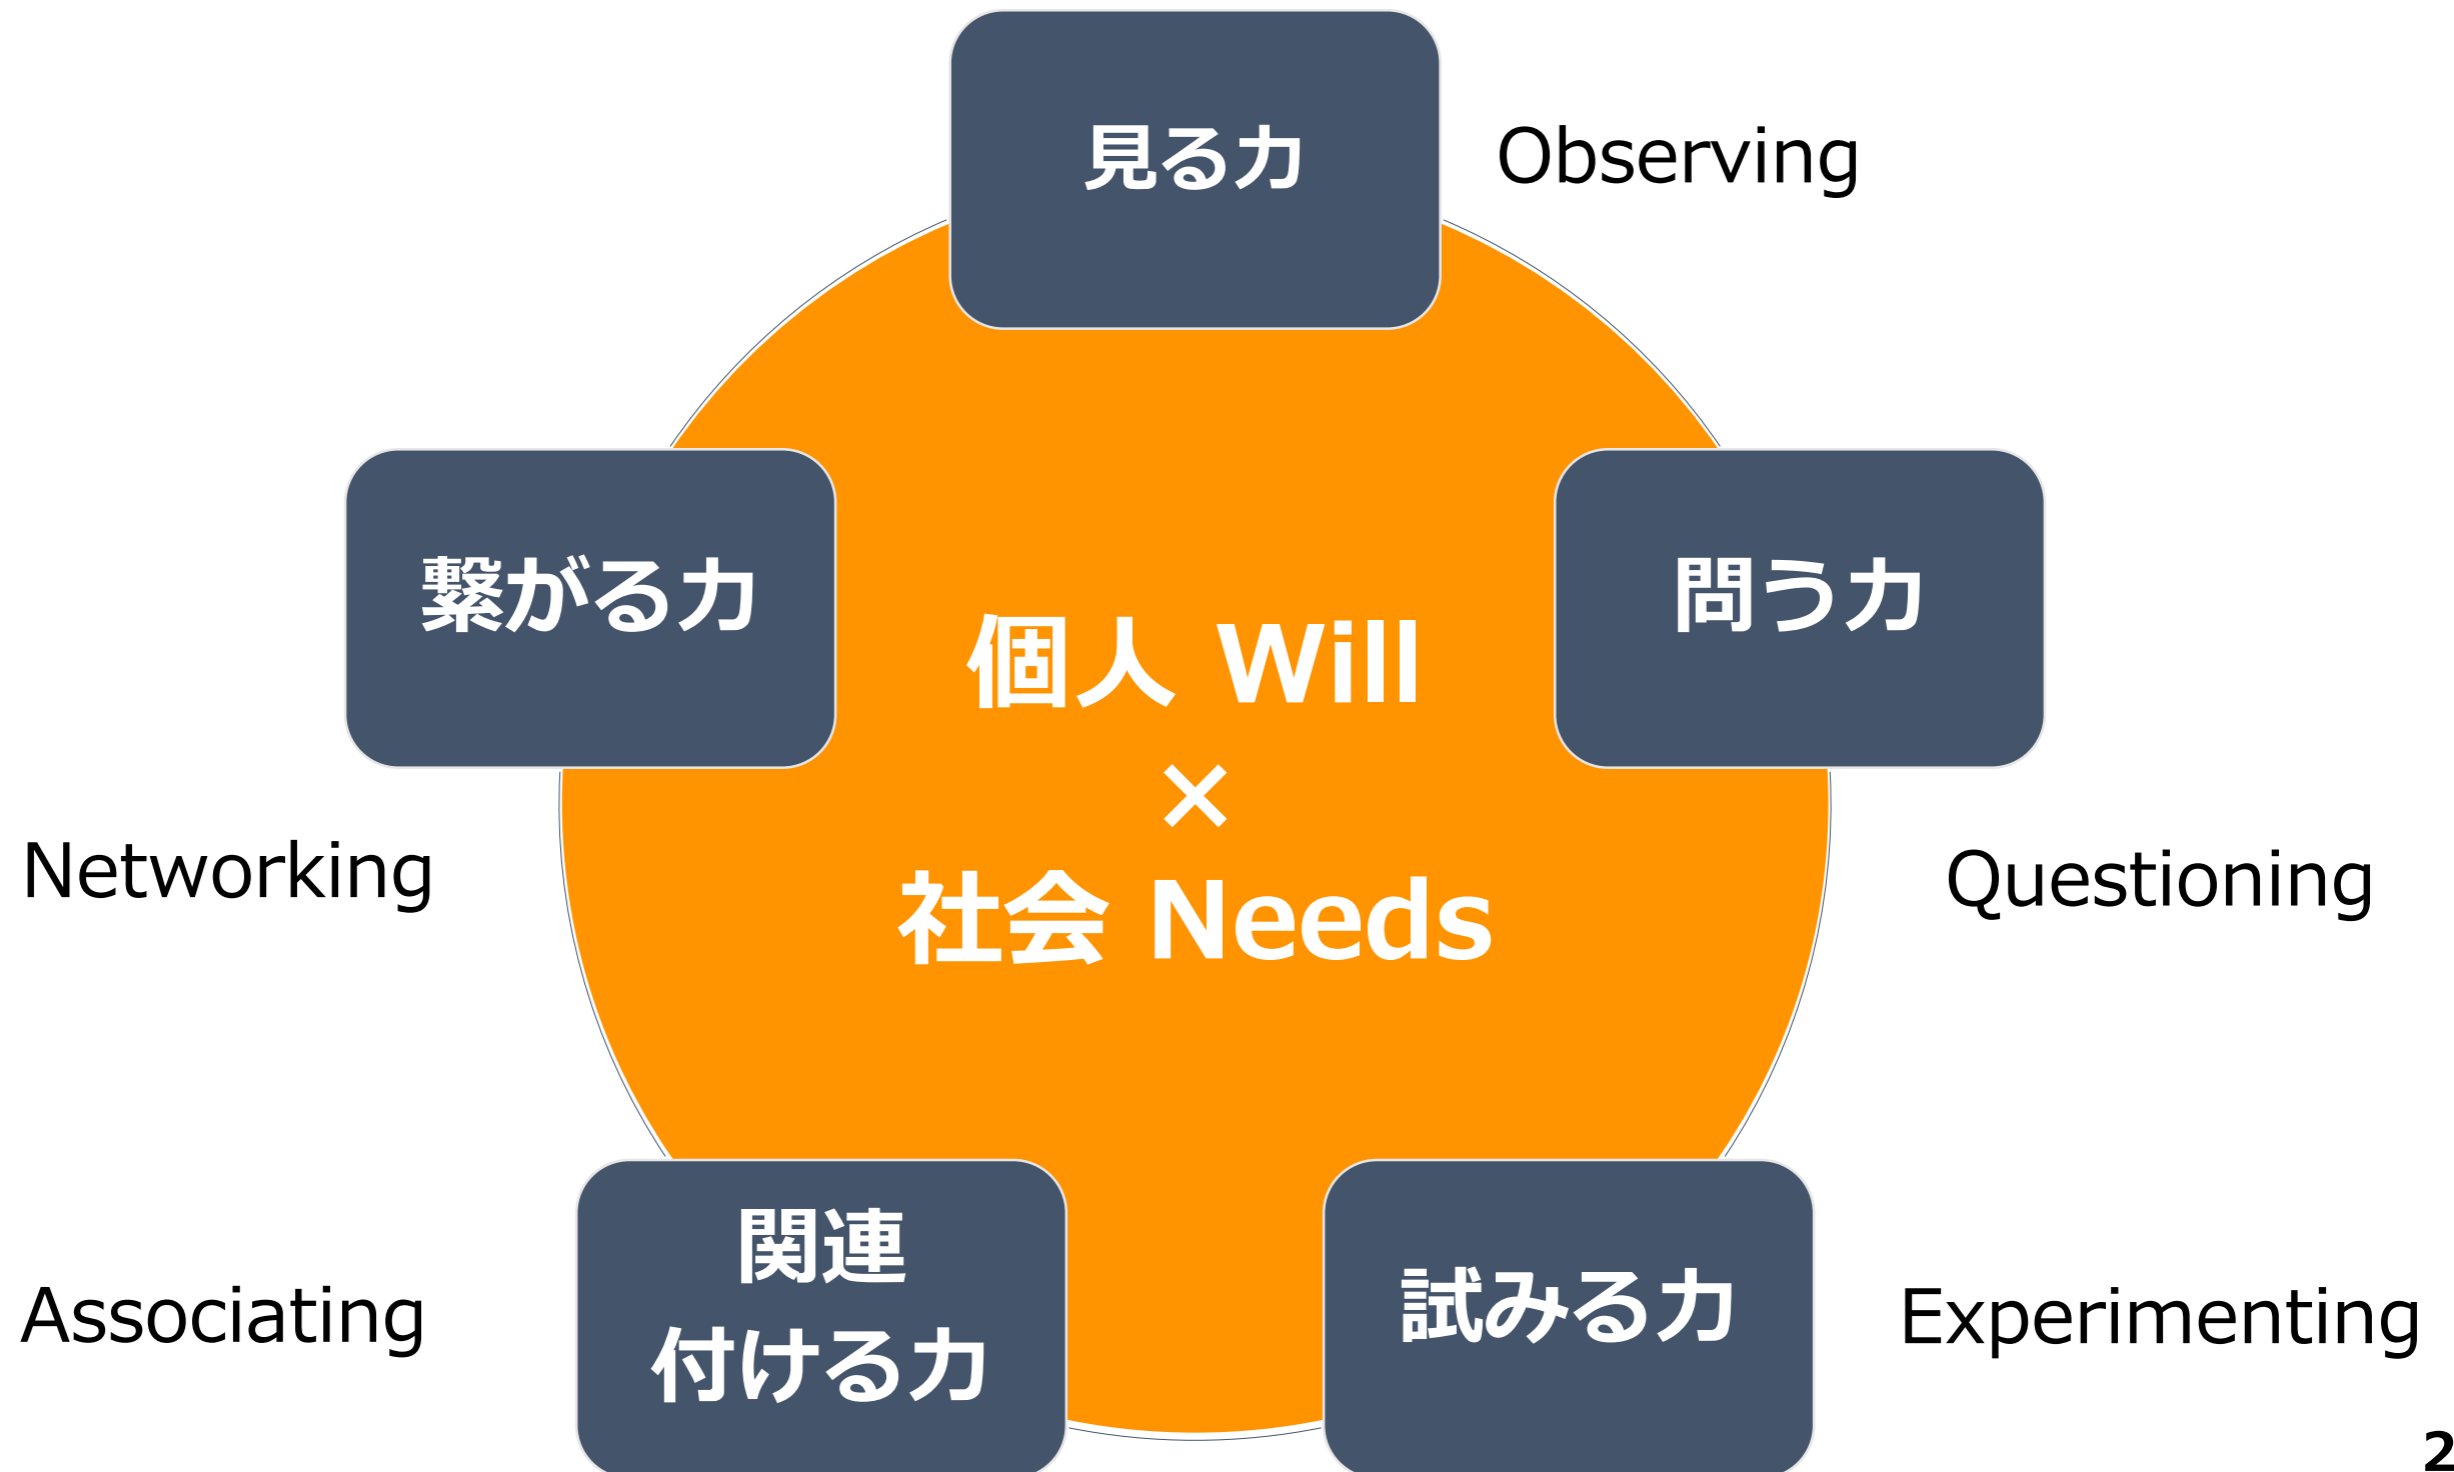 見る力
Observing
繋がる力
問う力
個人 Will
×
社会 Needs
Networking
Questioning
関連
付ける力
Associating
試みる力
Experimenting
2